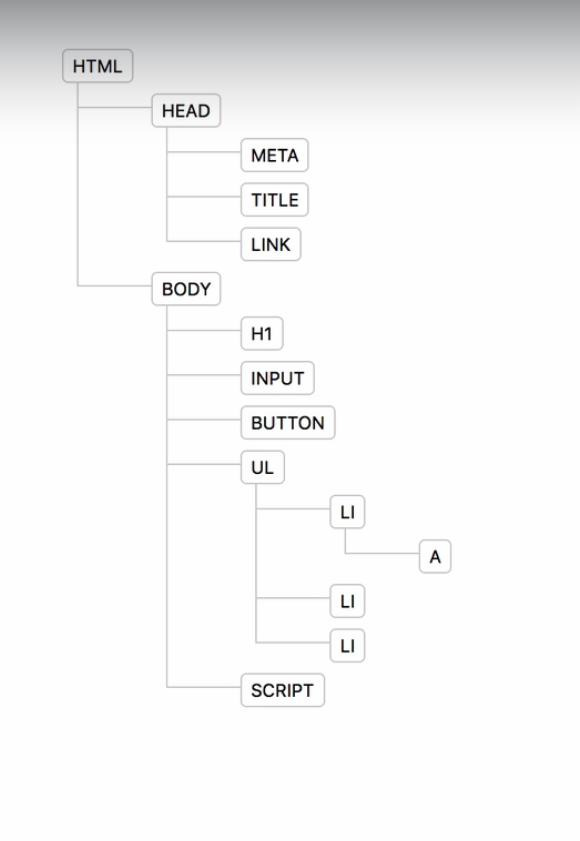 HTML
HEAD
META
TITLE
LINK
BODY
H1
INPUT
BUTTON
UL
LI
A
LI
LI
SCRIPT